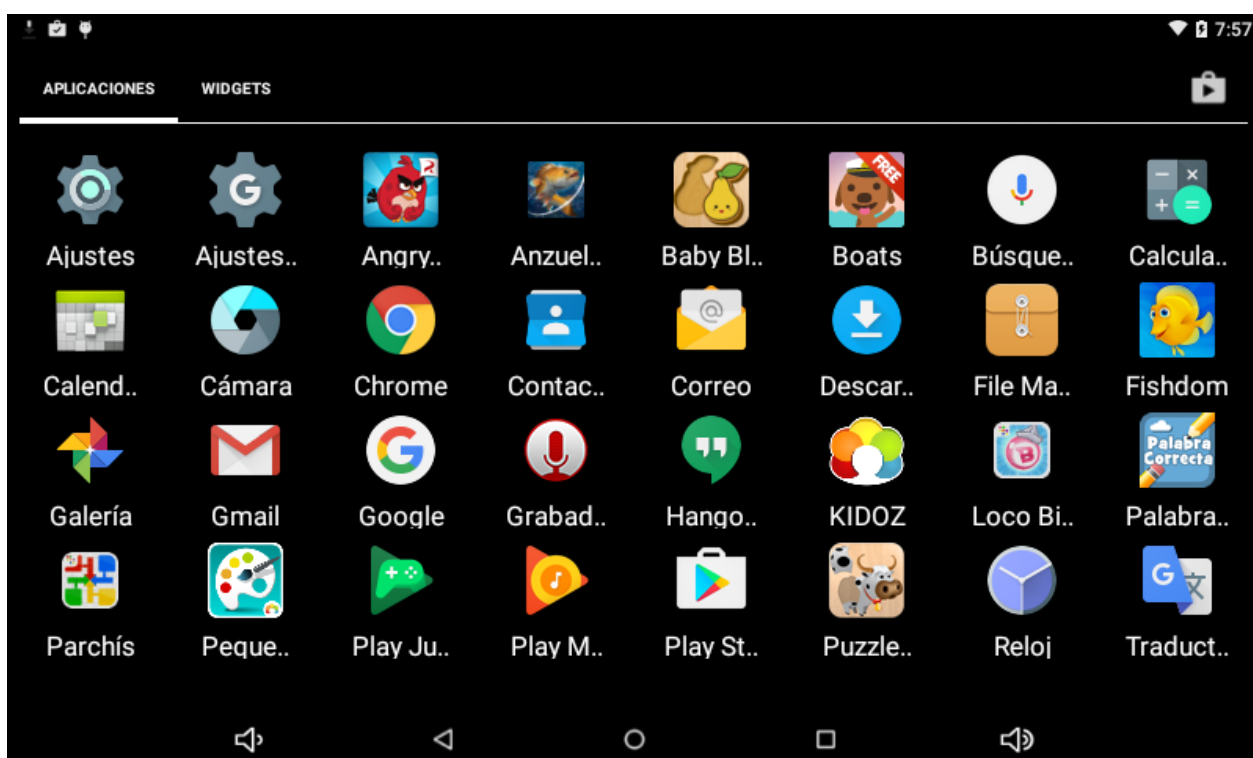 7:57
APLICACIONES WIDGETS
FREE
Ajustes Ajustes.. Angry.. Anzuel.. Baby Bl.. Boats Búsque.. Calcula..
Calend.. Cámara Chrome Contac.. Correo Descar.. File Ma.. Fishdom
Palabra
Correcta
Galería Gmail Google Grabad.. Hango.. KIDOZ Loco Bi.. Palabra..
Parchís Peque.. Play Ju.. Play M.. Play St.. Puzzle.. Reloj Traduct..